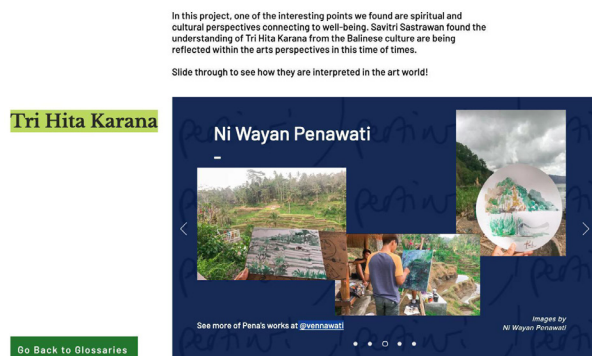 In this project, one of the interesting points we found are spiritual and
cultural perspectives connecting to well-being. Savitri Sastrawan found the
understanding of Tri Hita Karana from the Balinese culture are being
reflected within the arts perspectives in this time of times.
Slide through to see how they are interpreted in the art world!
Tri Hita Karana
Ni Wayan Penawati
See more of Pena's works at @vennawati
Images by
Ni Wayan Penawati
Go Back to Glossaries